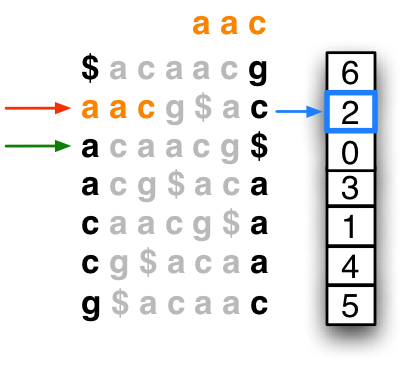 a a c
$ a c a a c g 6
a a c g $ a c 2
a c a a c g $ 0
a c g $ a c a 3
c a a c g $ a 1
c g $ a c a a 4
g $ a c a a c 5